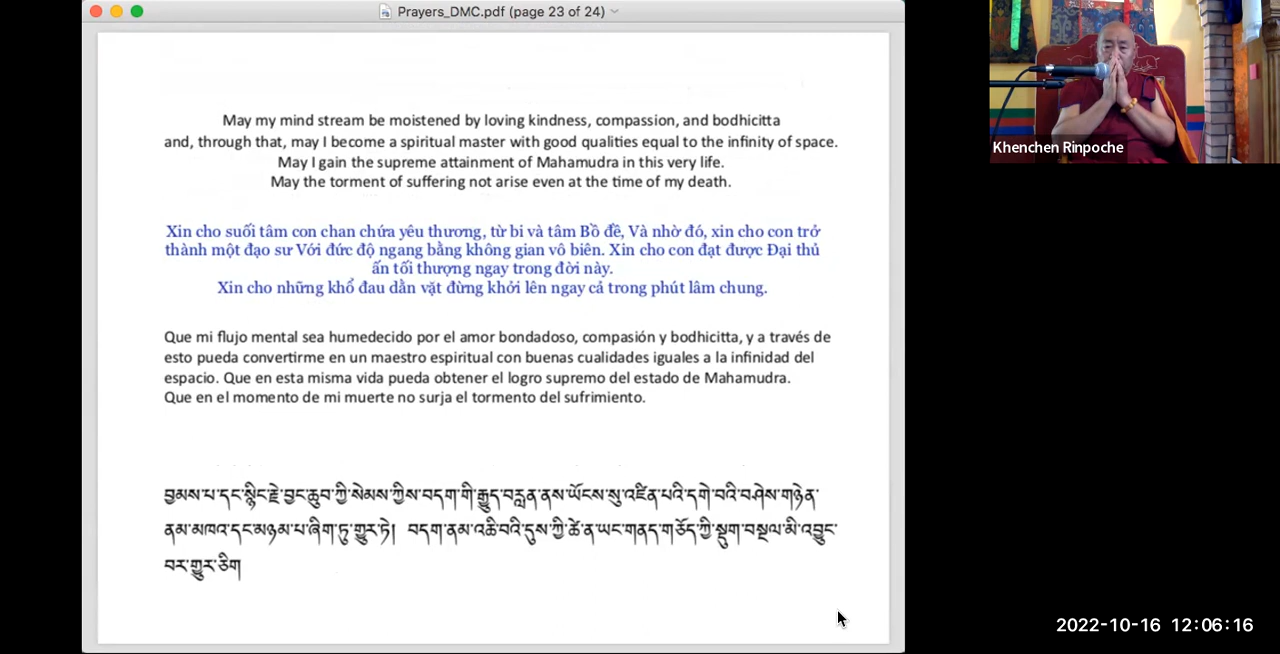 Prayers_DMC.pdf (page 23 of 24)
May my mind stream be moistened by loving kindness, compassion, and bodhicitta
and, through that, may I become a spiritual master with good qualities equal to the infinity of space.
May I gain the supreme attainment of Mahamudra in this very life.
May the torment of suffering not arise even at the time of my death.
Xin cho suối tâm con chan chứa yêu thương, từ bi và tâm Bồ đề, Và nhờ đó, xin cho con trở
thành một đạo sư Với đức độ ngang bằng không gian vô biên. Xin cho con đạt được Đại thủ
ấn tối thượng ngay trong đời này.
Xin cho những khổ đau dằn vặt đừng khởi lên ngay cả trong phút lâm chung.
Que mi flujo mental sea humedecido por el amor bondadoso, compasión y bodhicitta, y a través de
esto pueda convertirme en un maestro espiritual con buenas cualidades iguales a la infinidad del
espacio. Que en esta misma vida pueda obtener el logro supremo del estado de Mahamudra.
Que en el momento de mi muerte no surja el tormento del sufrimiento.
བྱམས་པ་དང་སྙིང་རྗེ་བྱང་ཆུབ་ཀྱི་སེམས་ཀྱིས་བདག་གི་རྒྱུད་བརླན་ནས་ཡོངས་སུ་འཛིན་པའི་དགེ་བའི་བཤེས་གཉེན་
ནམ་མཁའ་དང་མཉམ་པ་ཞིག་ཏུ་གྱུར་ཏེ། བདག་ནམ་འཆི་བའི་དུས་ཀྱི་ཚེ་ན་ཡང་གནད་གཅོད་ཀྱི་སྡུག་བསྔལ་མི་འབྱུང་
བར་གྱུར་ཅིག
Khenchen Rinpoche
2022-10-16 12:06:16